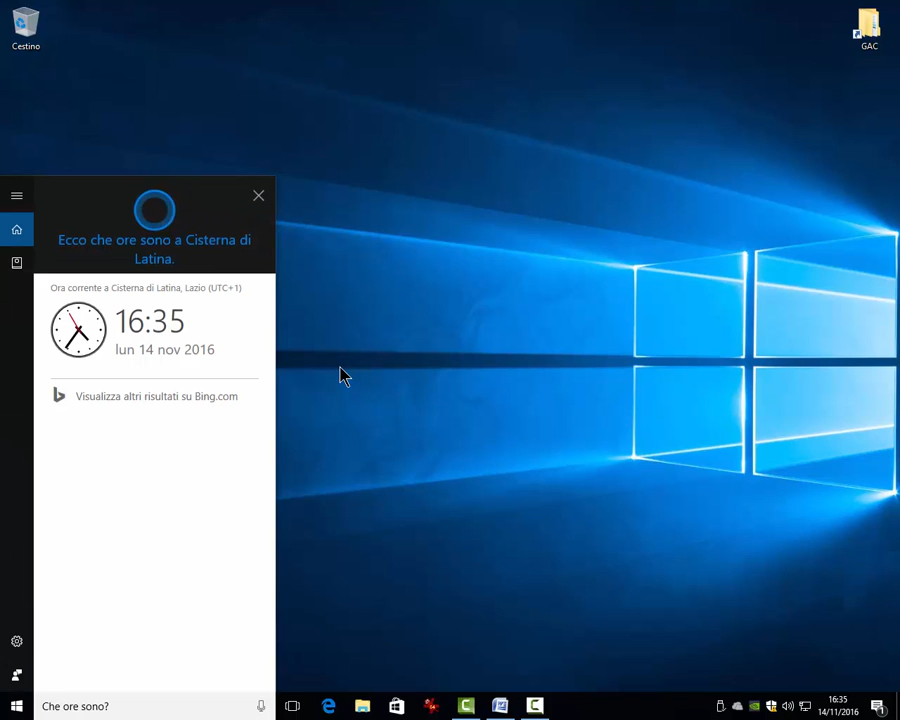 Cestino
GAC
Ecco che ore sono a Cisterna di
Latina.
Ora corrente a Cisterna di Latina, Lazio (UTC+1)
16:35
lun 14 nov 2016
Visualizza altri risultati su Bing.com
Che ore sono?
16:35
14/11/2016
1